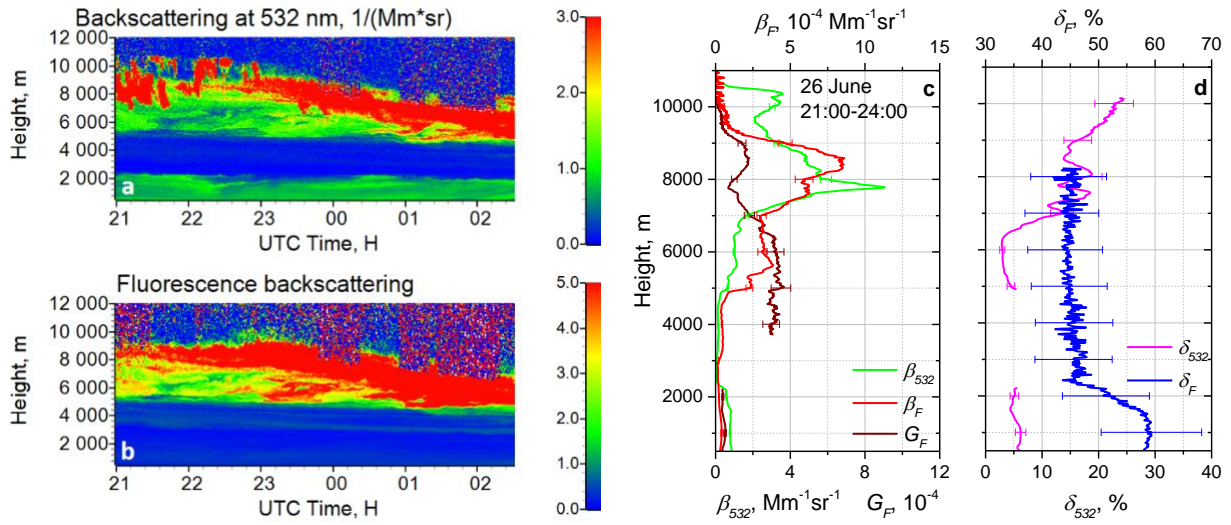 Backscattering at 532 nm, 1/(Mm*sr)
12 000
10 000
8 000
6 000
4 000
2 000
Height, m
a
21 22 23 00 01 02
UTC Time, H
3.0
2.0
1.0
0.0
Fluorescence backscattering
12 000
10 000
8 000
6 000
4 000
2 000
Height, m
b
21 22 23 00 01 02
UTC Time, H
5.0
4.0
3.0
2.0
1.0
0.0
β_F, 10⁻⁴ Mm⁻¹sr⁻¹
0 5 10 15
26 June
21:00-24:00
c
10000
8000
6000
4000
2000
Height, m
β₅₃₂
β_F
G_F
0 4 8 12
β₅₃₂, Mm⁻¹sr⁻¹ G_F, 10⁻⁴
δ_F, %
30 40 50 60 70
d
δ₅₃₂
δ_F
0 10 20 30 40
δ₅₃₂, %